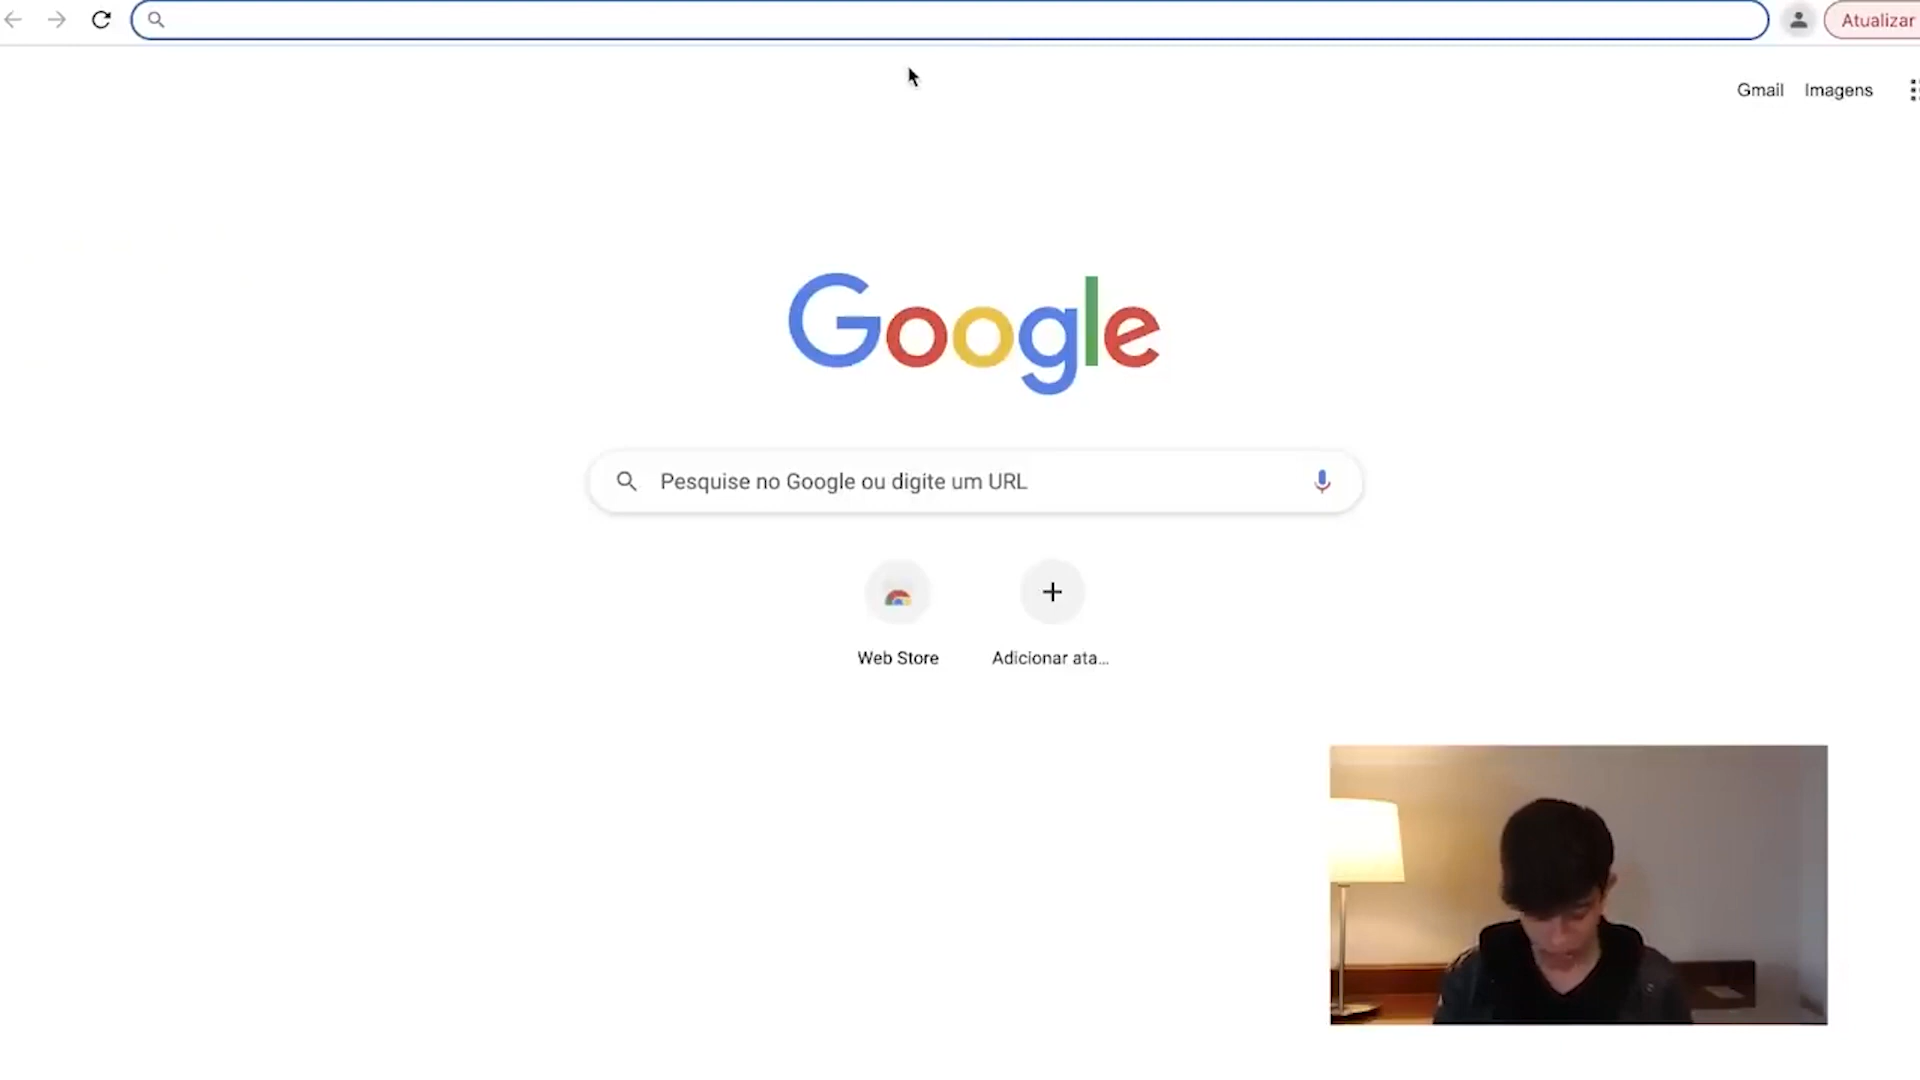 Atualizar
Gmail Imagens
Google
Pesquise no Google ou digite um URL
Web Store
Adicionar ata...